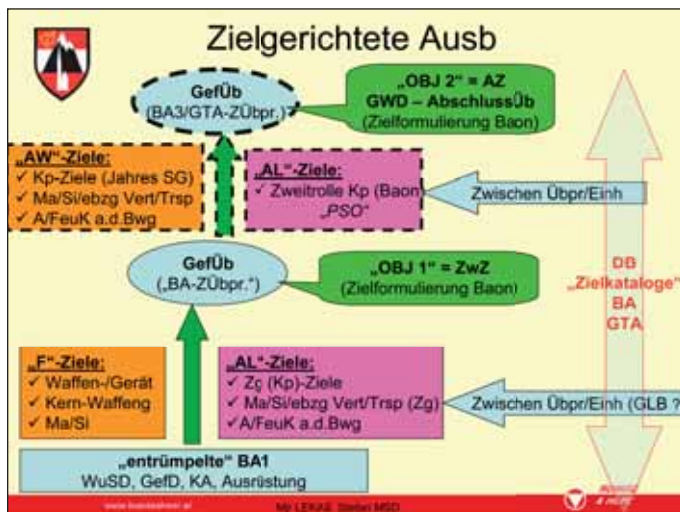 Zielgerichtete Ausb
GefÜb
(BA3/GTA-ZÜbpr.)
„OBJ 2“ = AZ
GWD – AbschlussÜb
(Zielformulierung Baon)
„AW“-Ziele:
✓ Kp-Ziele (Jahres SG)
✓ Ma/Si/ebzg Vert/Trsp
✓ A/FeuK a.d.Bwg
„AL“-Ziele:
✓ Zweitrolle Kp (Baon)
„PSO“
Zwischen Übpr/Einh
GefÜb
(„BA-ZÜbpr.“)
„OBJ 1“ = ZwZ
(Zielformulierung Baon)
DB
„Zielkataloge“
BA
GTA
„F“-Ziele:
✓ Waffen-/Gerät
✓ Kern-Waffeng
✓ Ma/Si
„AL“-Ziele:
✓ Zg (Kp)-Ziele
✓ Ma/Si/ebzg Vert/Trsp (Zg)
✓ A/FeuK a.d.Bwg
Zwischen Übpr/Einh (GLB ?
„entrümpelte“ BA1
WuSD, GefD, KA, Ausrüstung
www.bundesheer.at
MSD